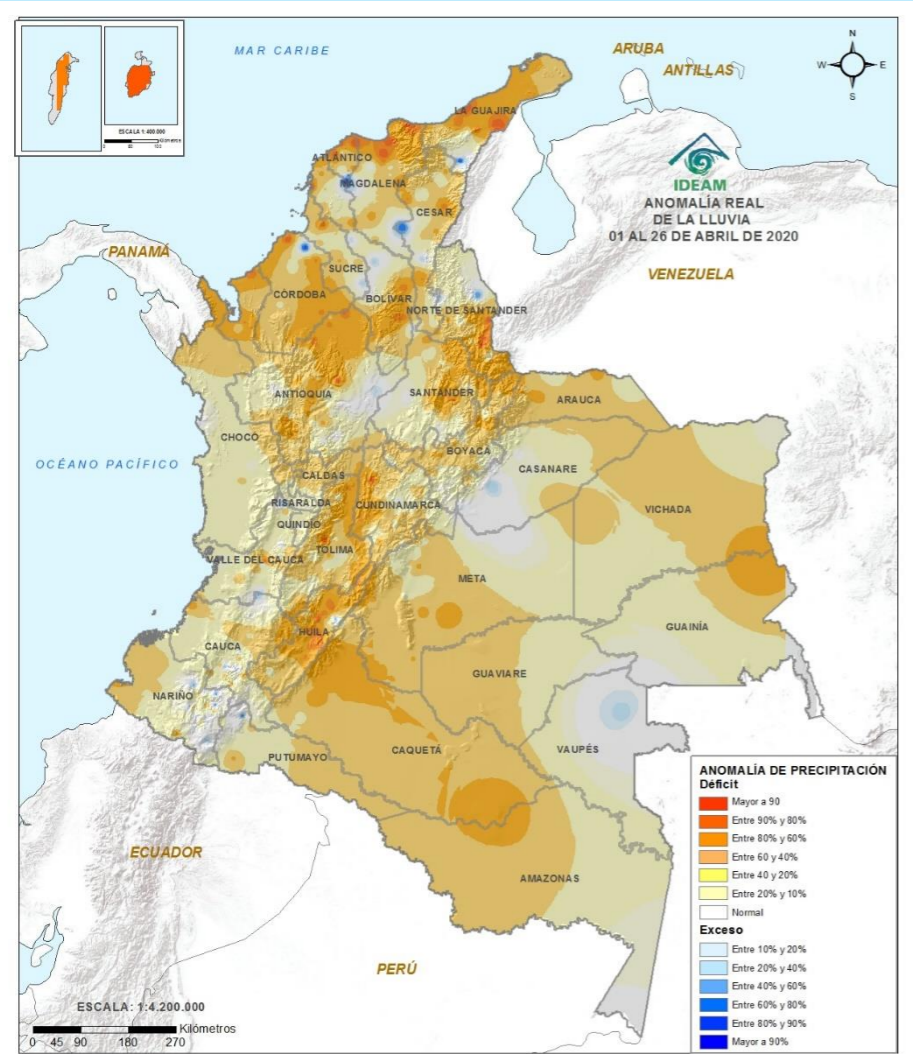 MAR CARIBE
ARUBA
ANTILLAS
N
W
E
S
ESCALA 1:400.000
LA GUAJIRA
ATLÁNTICO
MAGDALENA
CESAR
IDEAM
ANOMALÍA REAL
DE LA LLUVIA
01 AL 26 DE ABRIL DE 2020
PANAMÁ
VENEZUELA
SUCRE
CÓRDOBA
BOLÍVAR
NORTE DE SANTANDER
ANTIOQUIA
SANTANDER
ARAUCA
CHOCÓ
BOYACÁ
OCÉANO PACÍFICO
CASANARE
CALDAS
RISARALDA
CUNDINAMARCA
VICHADA
QUINDÍO
TOLIMA
VALLE DEL CAUCA
META
GUAINÍA
HUILA
CAUCA
GUAVIARE
NARIÑO
VAUPÉS
CAQUETÁ
PUTUMAYO
ECUADOR
AMAZONAS
PERÚ
ANOMALÍA DE PRECIPITACIÓN
Déficit
Mayor a 90
Entre 90% y 80%
Entre 80% y 60%
Entre 60 y 40%
Entre 40 y 20%
Entre 20% y 10%
Normal
Exceso
Entre 10% y 20%
Entre 20% y 40%
Entre 40% y 60%
Entre 60% y 80%
Entre 80% y 90%
Mayor a 90%
ESCALA: 1:4.200.000
Kilómetros
0 45 90 180 270